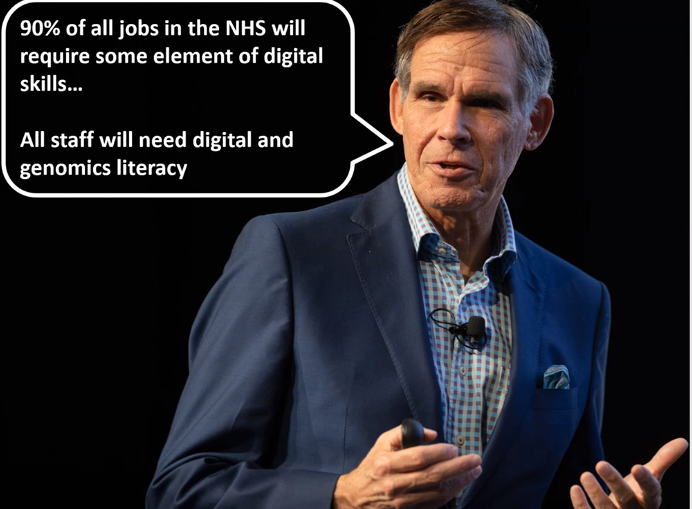 90% of all jobs in the NHS will
require some element of digital
skills…
All staff will need digital and
genomics literacy